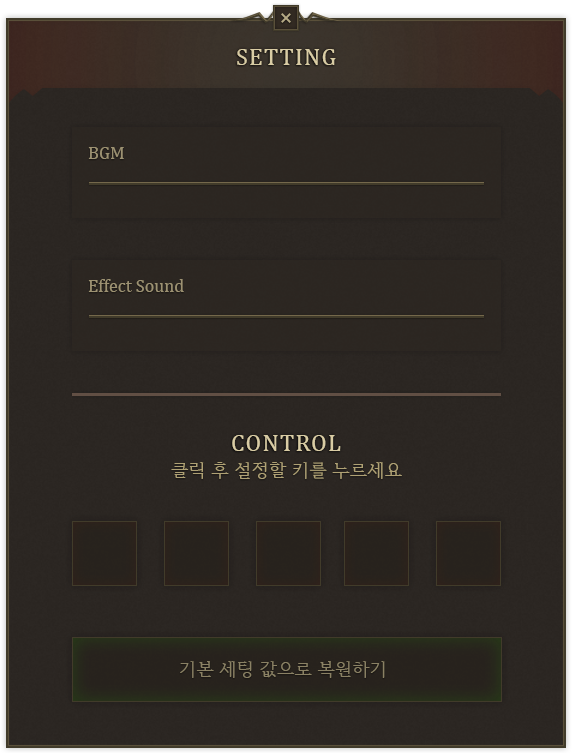 SETTING
BGM
Effect Sound
CONTROL
클릭 후 설정할 키를 누르세요
기본 세팅 값으로 복원하기